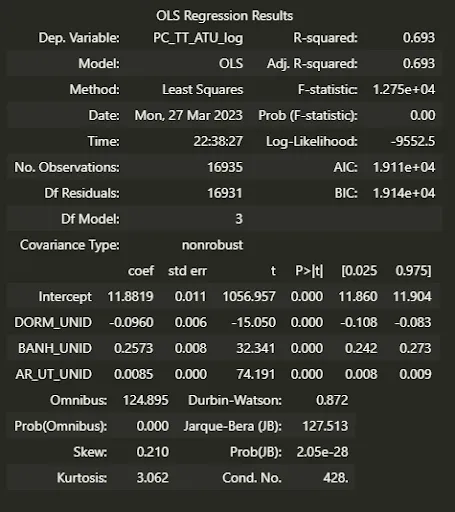 OLS Regression Results
Dep. Variable: PC_TT_ATU_log R-squared: 0.693
Model: OLS Adj. R-squared: 0.693
Method: Least Squares F-statistic: 1.275e+04
Date: Mon, 27 Mar 2023 Prob (F-statistic): 0.00
Time: 22:38:27 Log-Likelihood: -9552.5
No. Observations: 16935 AIC: 1.911e+04
Df Residuals: 16931 BIC: 1.914e+04
Df Model: 3
Covariance Type: nonrobust
coef std err t P>|t| [0.025 0.975]
Intercept 11.8819 0.011 1056.957 0.000 11.860 11.904
DORM_UNID -0.0960 0.006 -15.050 0.000 -0.108 -0.083
BANH_UNID 0.2573 0.008 32.341 0.000 0.242 0.273
AR_UT_UNID 0.0085 0.000 74.191 0.000 0.008 0.009
Omnibus: 124.895 Durbin-Watson: 0.872
Prob(Omnibus): 0.000 Jarque-Bera (JB): 127.513
Skew: 0.210 Prob(JB): 2.05e-28
Kurtosis: 3.062 Cond. No. 428.